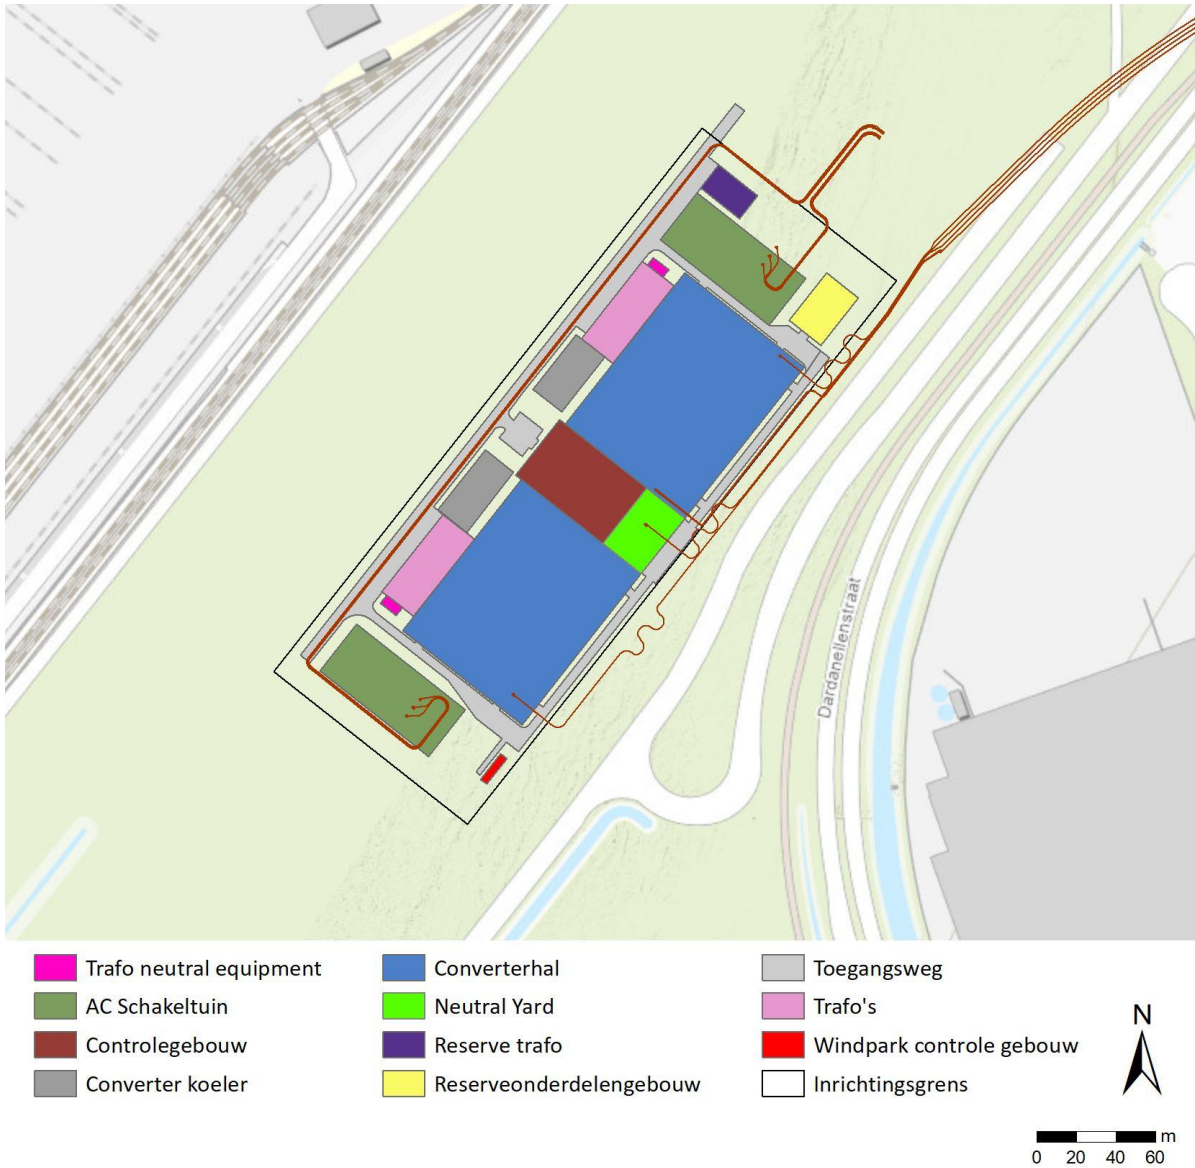 Dardanellenstraat
Trafo neutral equipment
AC Schakeltuin
Controlegebouw
Converter koeler
Converterhal
Neutral Yard
Reserve trafo
Reserveonderdelengebouw
Toegangsweg
Trafo's
Windpark controle gebouw
Inrichtingsgrens
N
m
0 20 40 60